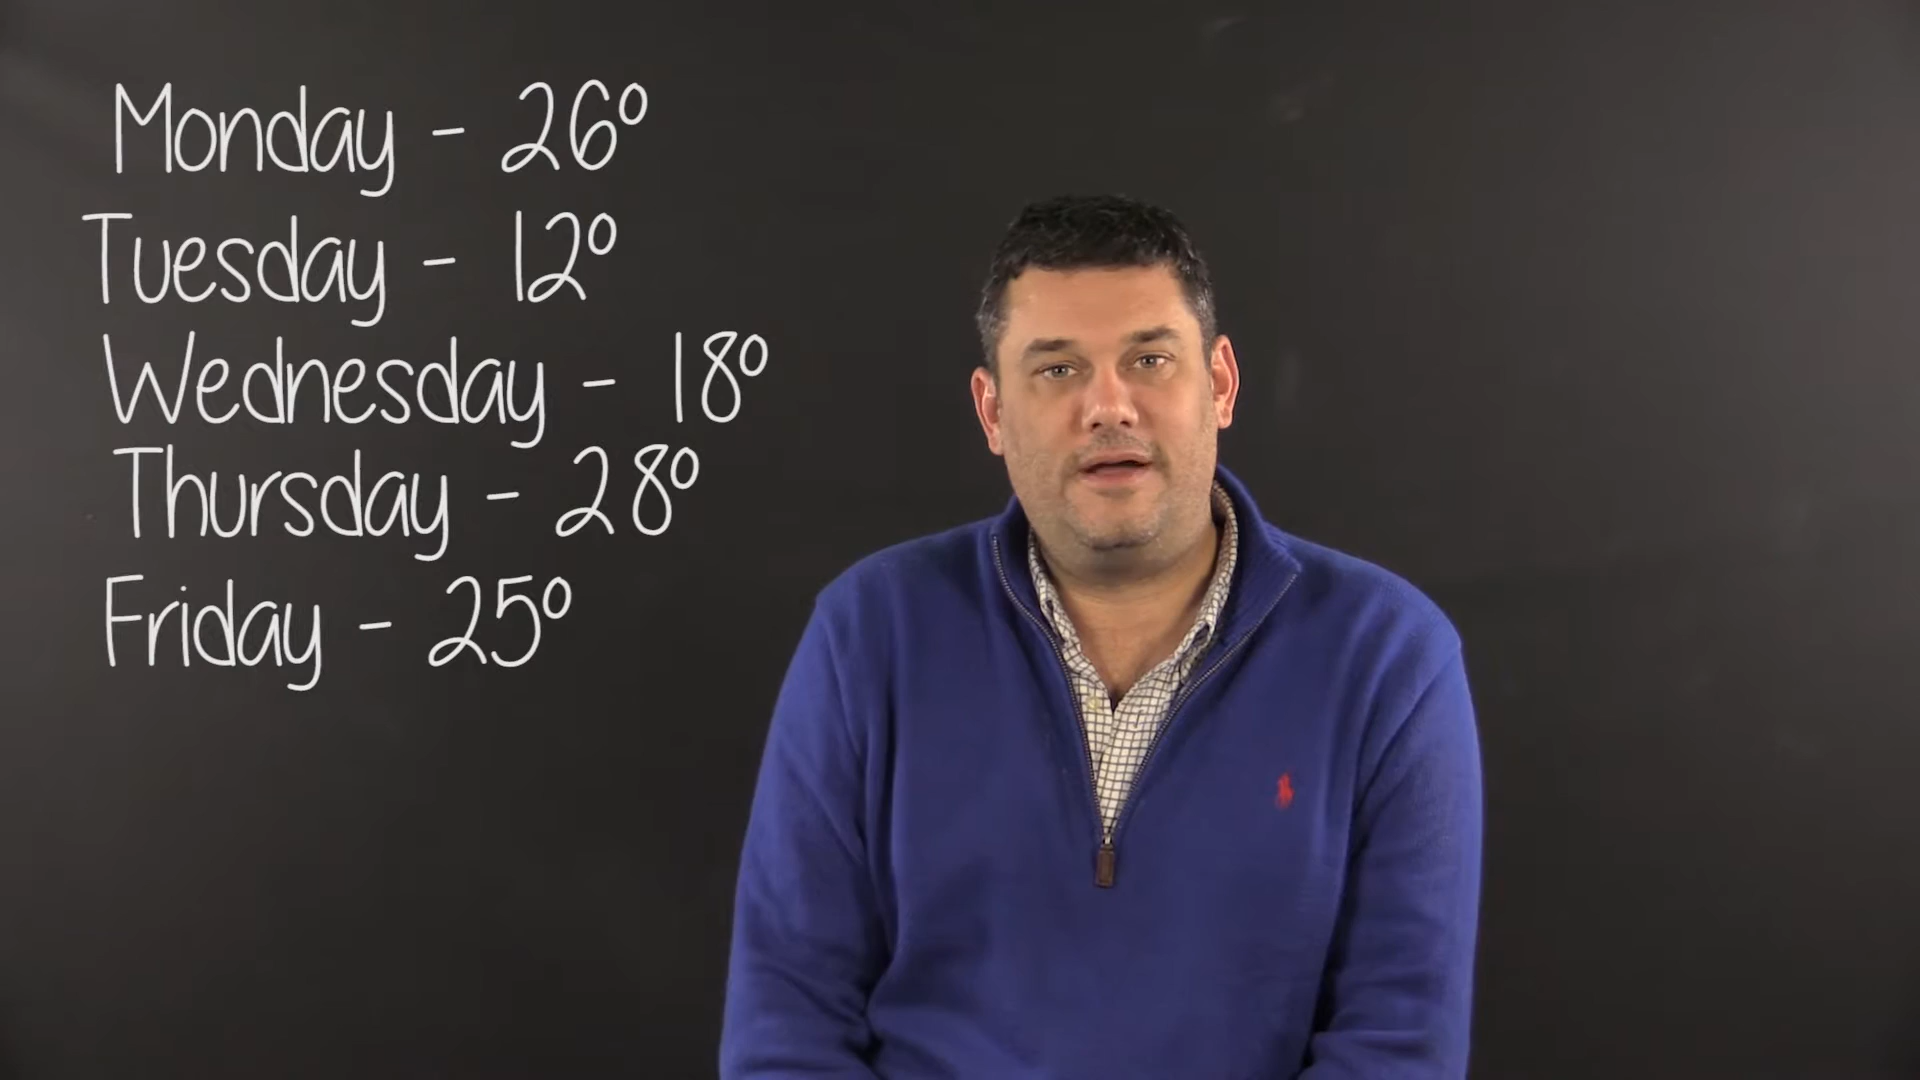 Monday - 26°
Tuesday - 12°
Wednesday - 18°
Thursday - 28°
Friday - 25°